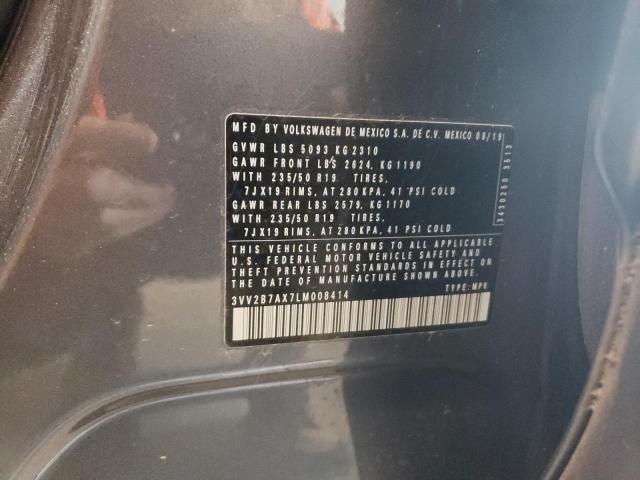 MFD BY VOLKSWAGEN DE MEXICO S.A. DE C.V. MEXICO 08/19
GVWR LBS 5093 KG 2310
GAWR FRONT LBS 2624, KG 1190
WITH 235/50 R19 TIRES,
7JX19 RIMS, AT 280 KPA, 41 PSI COLD
GAWR REAR LBS 2579, KG 1170
WITH 235/50 R19 TIRES,
7JX19 RIMS, AT 280 KPA, 41 PSI COLD
3430250 3513
THIS VEHICLE CONFORMS TO ALL APPLICABLE
U.S. FEDERAL MOTOR VEHICLE SAFETY AND
THEFT PREVENTION STANDARDS IN EFFECT ON
THE DATE OF MANUFACTURE SHOWN ABOVE.
3VV2B7AX7LM008414 TYPE: MPV